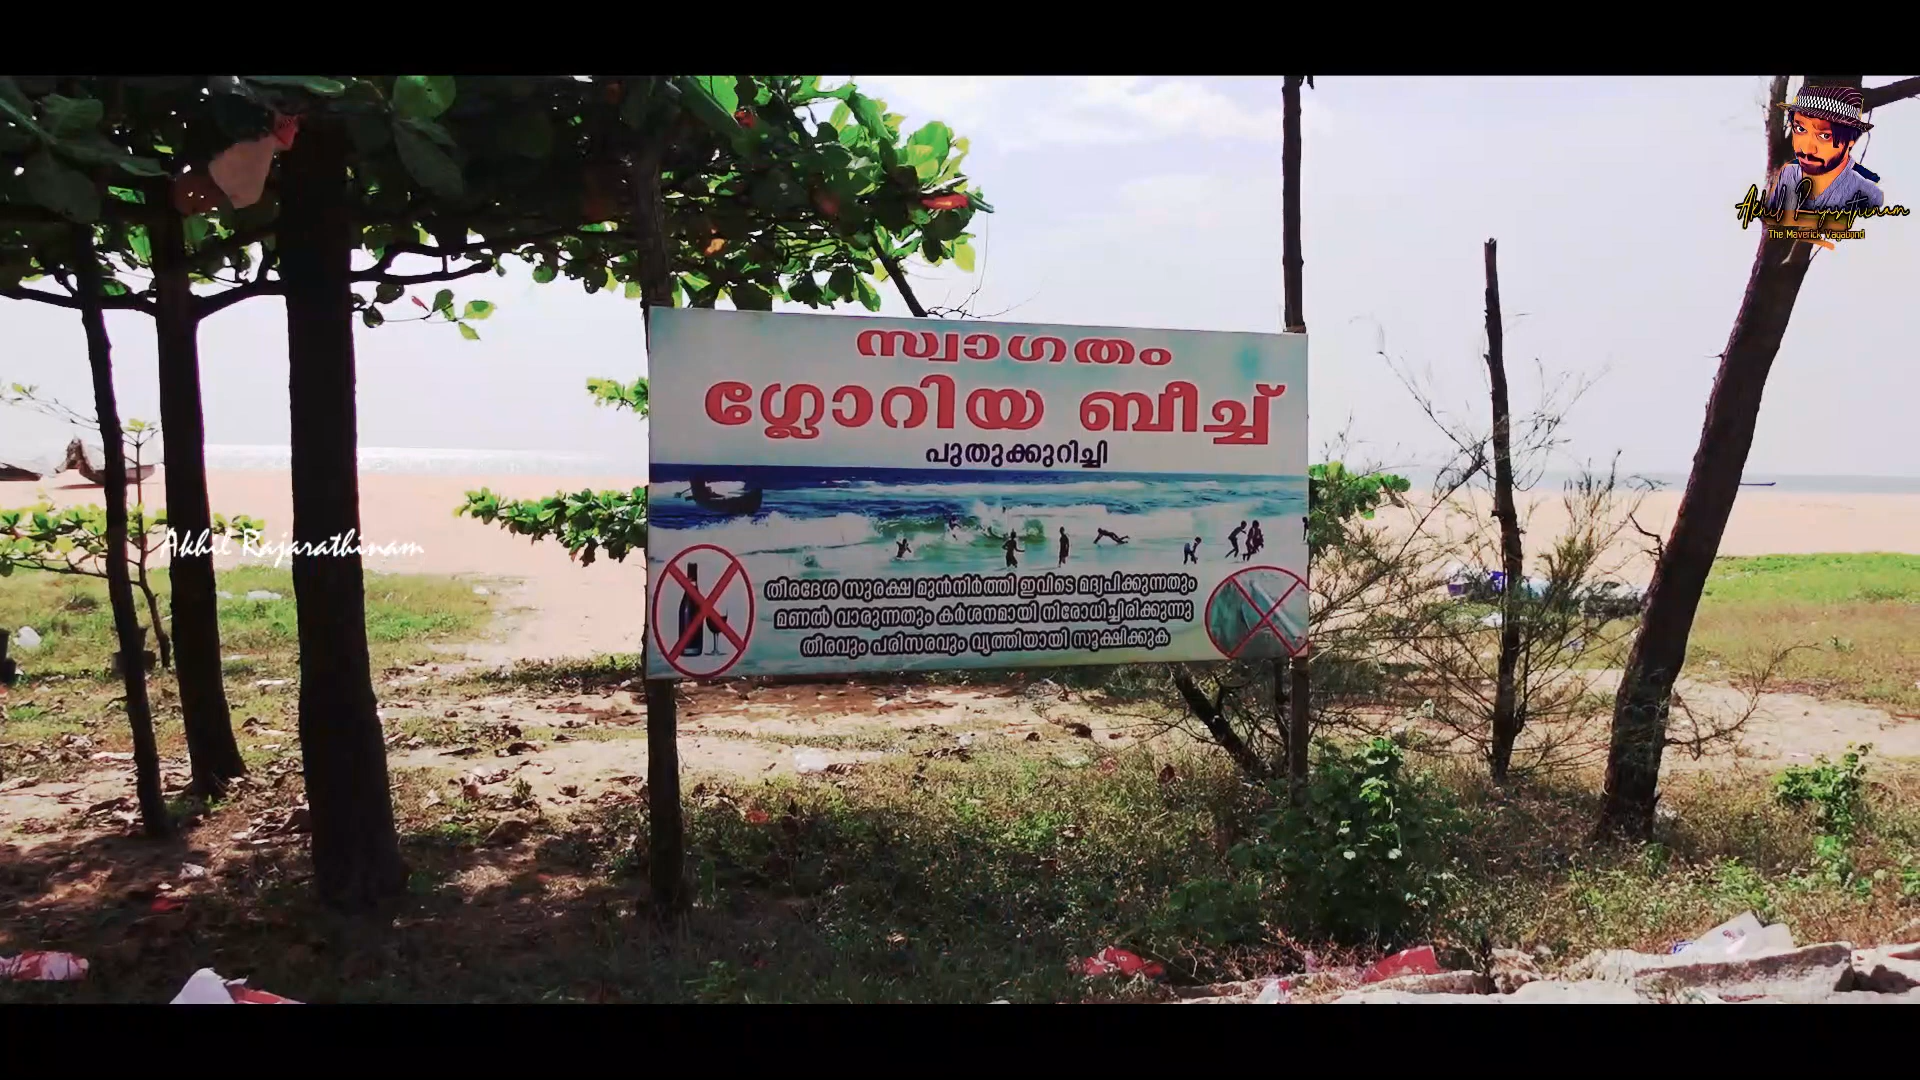 Akhil Rajarathinam
The Maverick Vagabond
സ്വാഗതം
ഗ്ലോറിയ ബീച്ച്
പുതുക്കുറിച്ചി
Akhil Rajarathinam
തീരദേശ സുരക്ഷ മുൻനിർത്തി ഇവിടെ മദ്യപിക്കുന്നതും
മണൽ വാരുന്നതും കർശനമായി നിരോധിച്ചിരിക്കുന്നു
തീരവും പരിസരവും വൃത്തിയായി സൂക്ഷിക്കുക